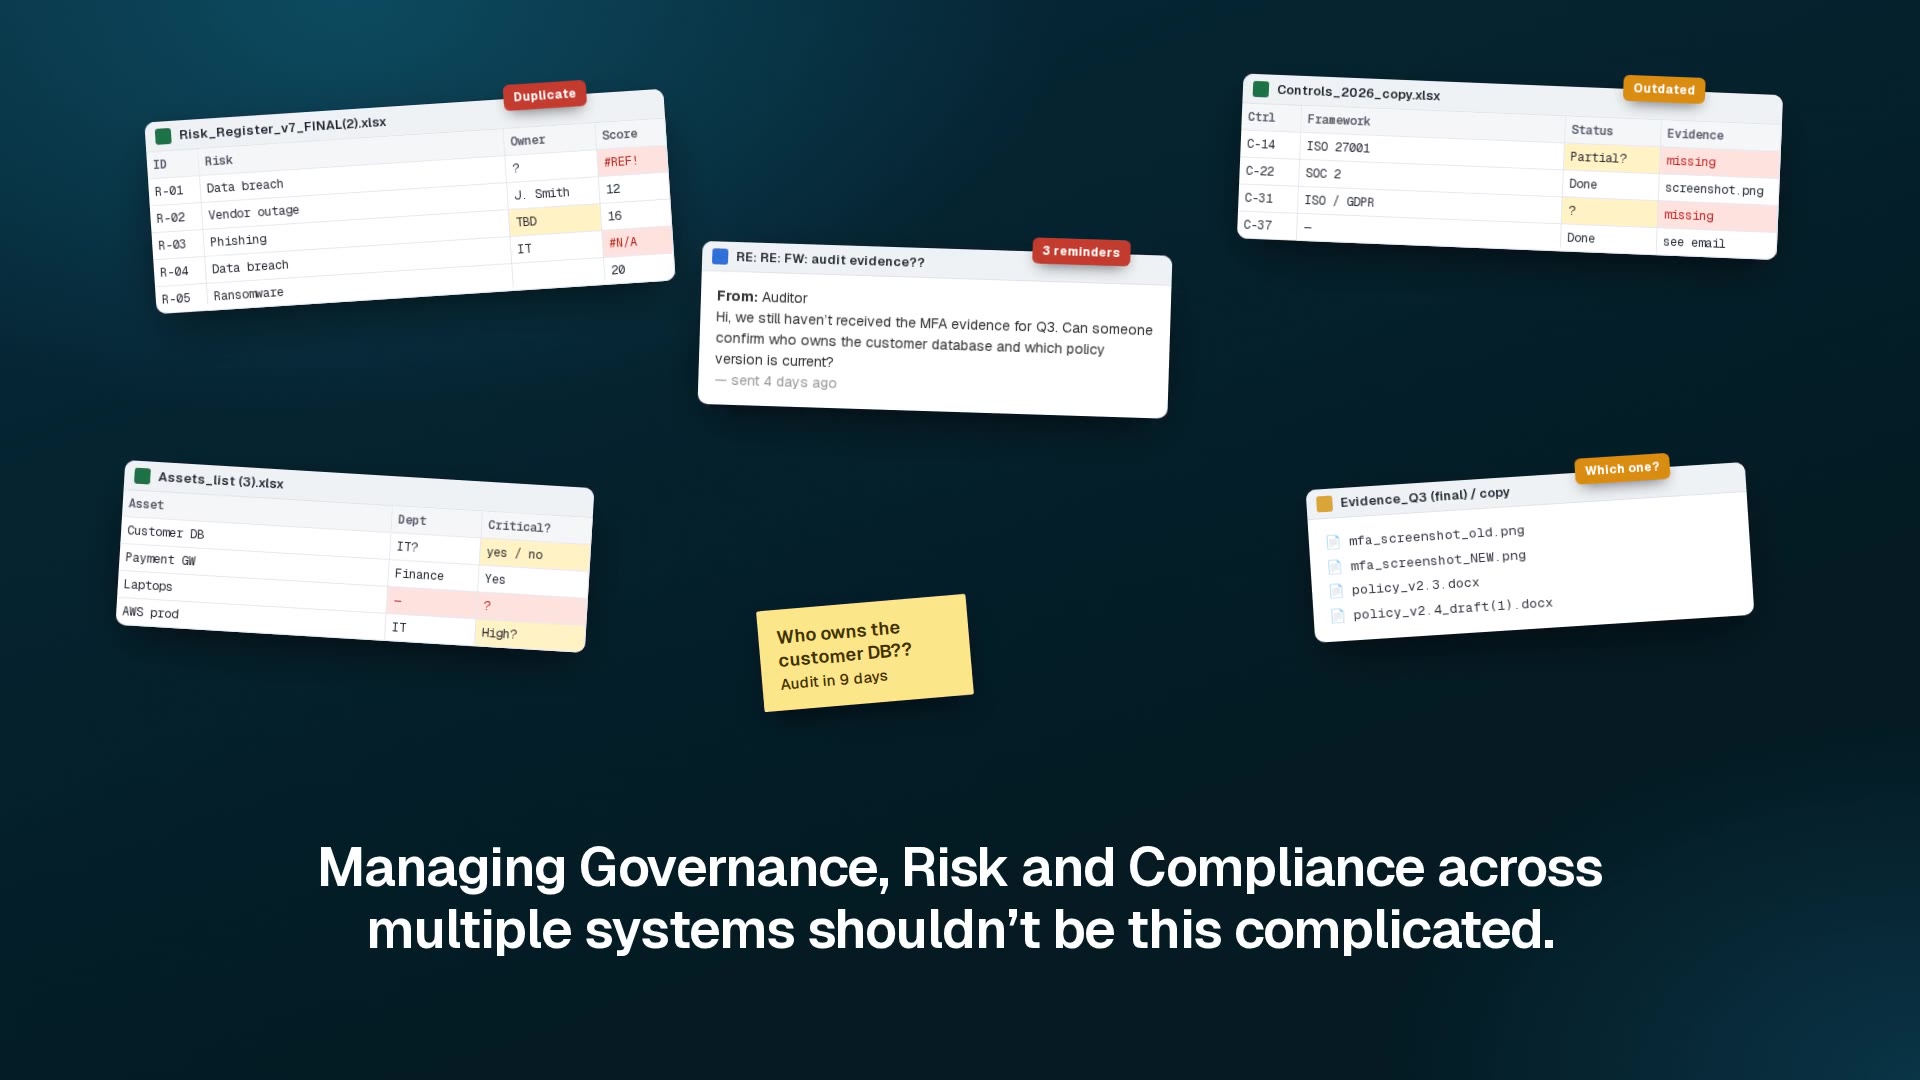 Duplicate
Risk_Register_v7_FINAL(2).xlsx
ID Risk Owner Score
R-01 Data breach ? #REF!
R-02 Vendor outage J. Smith 12
R-03 Phishing TBD 16
R-04 Data breach IT #N/A
R-05 Ransomware 20
Outdated
Controls_2026_copy.xlsx
Ctrl Framework Status Evidence
C-14 ISO 27001 Partial? missing
C-22 SOC 2 Done screenshot.png
C-31 ISO / GDPR ? missing
C-37 — Done see email
3 reminders
RE: RE: FW: audit evidence??
From: Auditor
Hi, we still haven’t received the MFA evidence for Q3. Can someone
confirm who owns the customer database and which policy
version is current?
— sent 4 days ago
Assets_list (3).xlsx
Asset Dept Critical?
Customer DB IT? yes / no
Payment GW Finance Yes
Laptops — ?
AWS prod IT High?
Which one?
Evidence_Q3 (final) / copy
mfa_screenshot_old.png
mfa_screenshot_NEW.png
policy_v2.3.docx
policy_v2.4_draft(1).docx
Who owns the
customer DB??
Audit in 9 days
Managing Governance, Risk and Compliance across
multiple systems shouldn’t be this complicated.